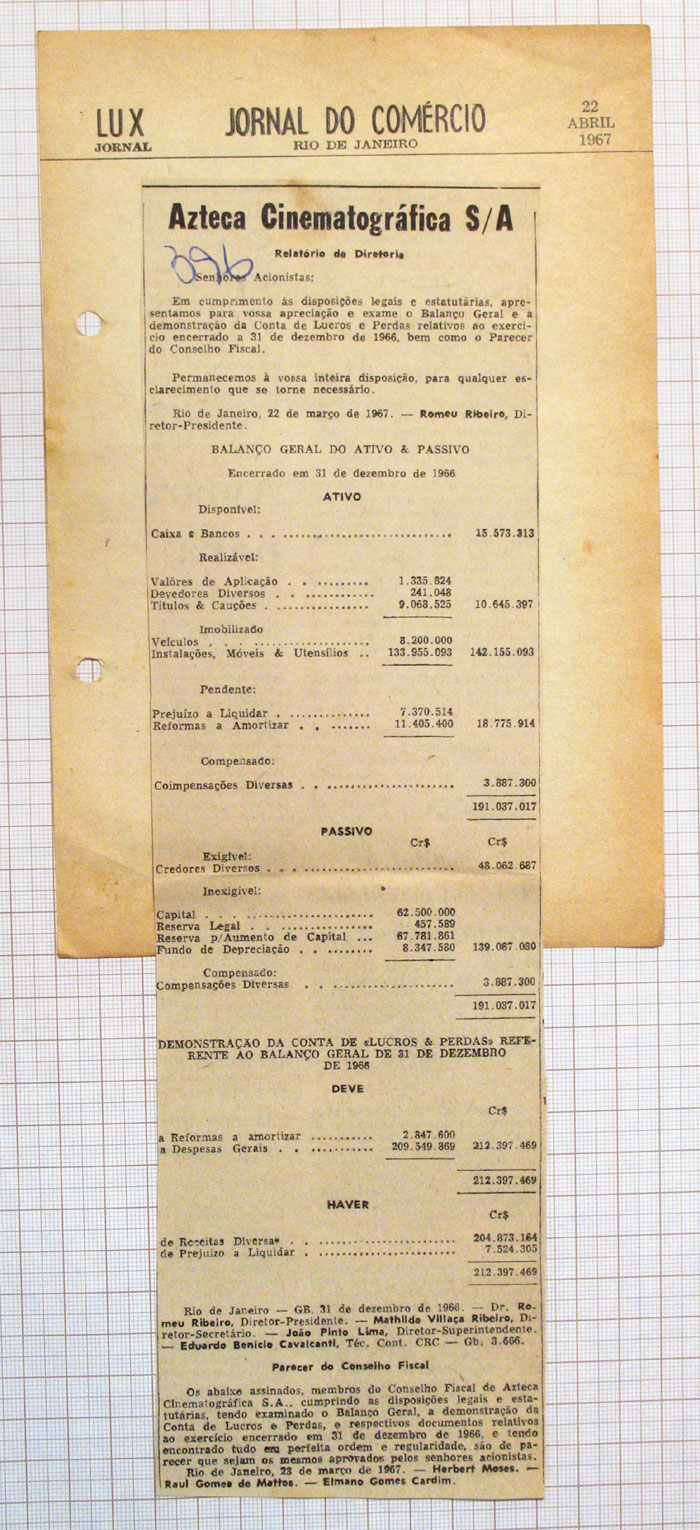 LUX JORNAL DO COMÉRCIO 22
JORNAL RIO DE JANEIRO ABRIL
1967
Azteca Cinematográfica S/A
Relatório da Diretoria
396
Senhores Acionistas:
Em cumprimento às disposições legais e estatutárias, apre-
sentamos para vossa apreciação e exame o Balanço Geral e a
demonstração da Conta de Lucros e Perdas relativos ao exercí-
cio encerrado a 31 de dezembro de 1966, bem como o Parecer
do Conselho Fiscal.
Permanecemos à vossa inteira disposição, para qualquer es-
clarecimento que se torne necessário.
Rio de Janeiro, 22 de março de 1967. — Romeu Ribeiro, Di-
retor-Presidente.
BALANÇO GERAL DO ATIVO & PASSIVO
Encerrado em 31 de dezembro de 1966
ATIVO
Disponível:
Caixa e Bancos . . . ............................ 15.573.313
Realizável:
Valôres de Aplicação . . ......... 1.335.824
Devedores Diversos . . ............ 241.048
Títulos & Cauções . ................ 9.068.525 10.645.397
Imobilizado
Veículos . . . .................... 8.200.000
Instalações, Móveis & Utensílios .. 133.955.093 142.155.093
Pendente:
Prejuízo a Liquidar . .............. 7.370.514
Reformas a Amortizar . . ....... 11.405.400 18.775.914
Compensado:
Coimpensações Diversas . . ...................... 3.887.300
191.037.017
PASSIVO
Cr$ Cr$
Exigível:
Credores Diversos . . . .......................... 48.062.687
Inexigível:
Capital . . . ...................... 62.500.000
Reserva Legal . . ................ 457.589
Reserva p/Aumento de Capital ... 67.781.861
Fundo de Depreciação . . ........ 8.347.580 139.087.030
Compensado:
Compensações Diversas . . ..................... 3.887.300
191.037.017
DEMONSTRAÇÃO DA CONTA DE «LUCROS & PERDAS» REFE-
RENTE AO BALANÇO GERAL DE 31 DE DEZEMBRO
DE 1966
DEVE
Cr$
a Reformas a amortizar ........... 2.847.600
a Despesas Gerais . . ........... 209.549.869 212.397.469
212.397.469
HAVER
Cr$
de Receitas Diversas . . ........................ 204.873.164
de Prejuízo a Liquidar . ........................ 7.524.305
212.397.469
Rio de Janeiro — GB, 31 de dezembro de 1966. — Dr. Ro-
meu Ribeiro, Diretor-Presidente. — Mathilda Villaça Ribeiro, Di-
retor-Secretário. — João Pinto Lima, Diretor-Superintendente.
— Eduardo Benicio Cavalcanti, Téc. Cont. CRC — Gb. 3.666.
Parecer do Conselho Fiscal
Os abaixo assinados, membros do Conselho Fiscal de Azteca
Cinematográfica S.A., cumprindo as disposições legais e esta-
tutárias, tendo examinado o Balanço Geral, a demonstração da
Conta de Lucros e Perdas, e respectivos documentos relativos
ao exercício encerrado em 31 de dezembro de 1966, e tendo
encontrado tudo em perfeita ordem e regularidade, são de pa-
recer que sejam os mesmos aprovados pelos senhores acionistas.
Rio de Janeiro, 23 de março de 1967. — Herbert Moses. —
Raul Gomes de Mattos. — Elmano Gomes Cardim.